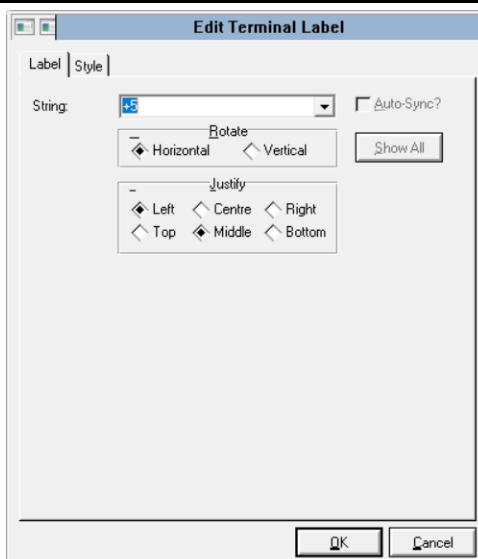 Edit Terminal Label
Label Style
String: +5 Auto-Sync?
Rotate
Horizontal Vertical Show All
Justify
Left Centre Right
Top Middle Bottom
OK Cancel